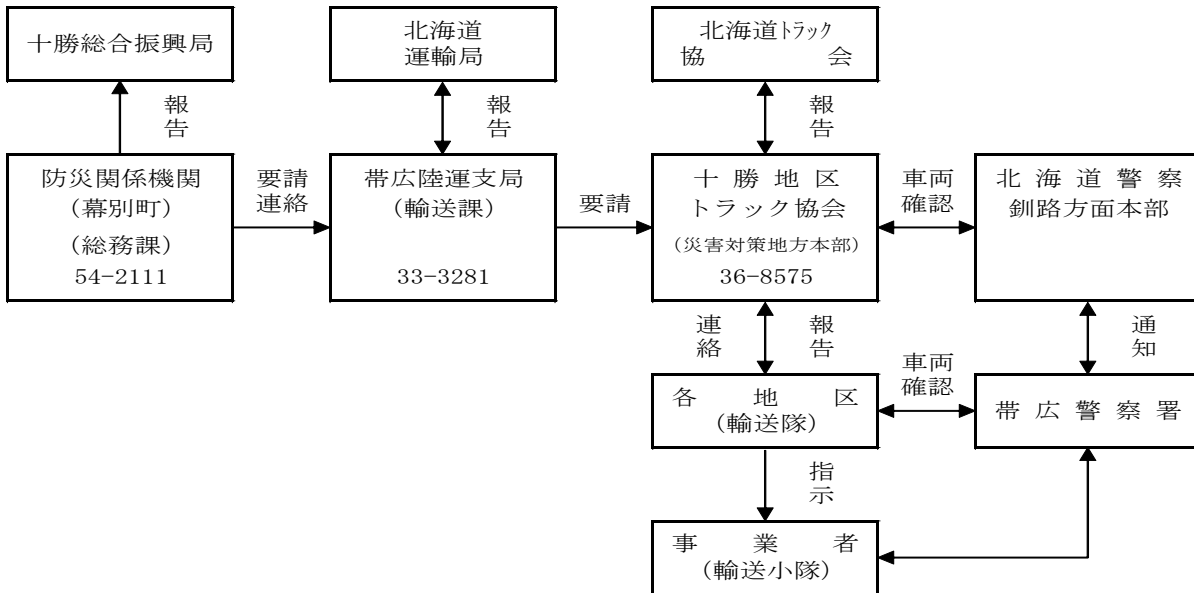 十勝総合振興局
北海道
運輸局
北海道トラック
協会
報告
報告
報告
防災関係機関
(幕別町)
(総務課)
54-2111
要請
連絡
帯広陸運支局
(輸送課)
33-3281
要請
十勝地区
トラック協会
(災害対策地方本部)
36-8575
車両
確認
北海道警察
釧路方面本部
連絡
報告
通知
各地区
(輸送隊)
車両
確認
帯広警察署
指示
事業者
(輸送小隊)